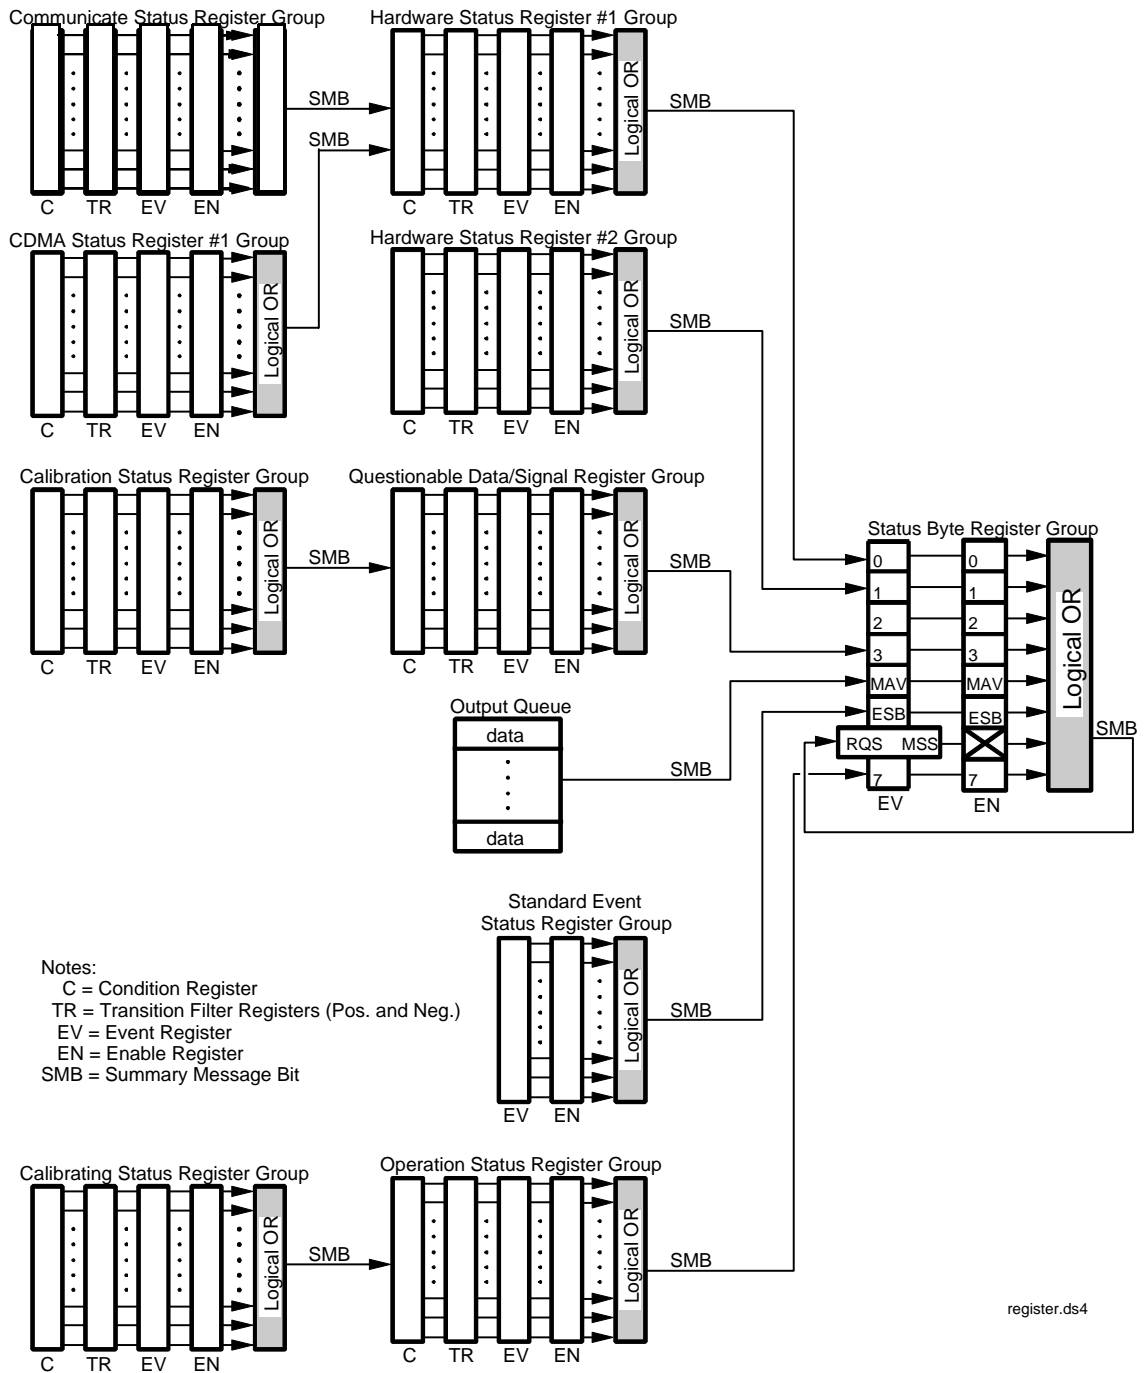 Communicate Status Register Group
C TR EV EN
SMB
Hardware Status Register #1 Group
Logical OR
C TR EV EN
SMB
SMB
CDMA Status Register #1 Group
Logical OR
C TR EV EN
Hardware Status Register #2 Group
Logical OR
C TR EV EN
SMB
Calibration Status Register Group
Logical OR
C TR EV EN
SMB
Questionable Data/Signal Register Group
Logical OR
C TR EV EN
SMB
Status Byte Register Group
0 0
1 1
2 2
3 3
MAV MAV
ESB ESB
RQS MSS
7 7
EV EN
Logical OR
SMB
Output Queue
data
data
SMB
Standard Event
Status Register Group
Logical OR
EV EN
SMB
Notes:
C = Condition Register
TR = Transition Filter Registers (Pos. and Neg.)
EV = Event Register
EN = Enable Register
SMB = Summary Message Bit
Calibrating Status Register Group
Logical OR
C TR EV EN
SMB
Operation Status Register Group
Logical OR
C TR EV EN
SMB
register.ds4